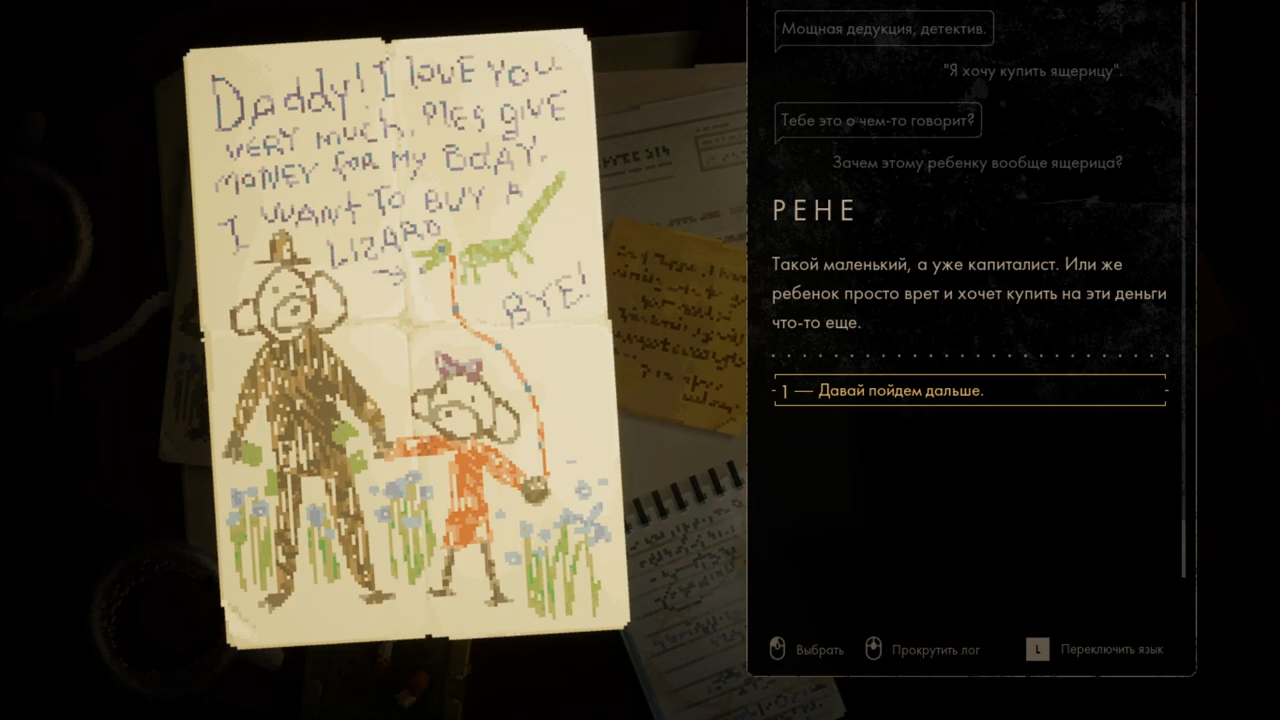 Daddy! I love You
VERY much. Ples give
MONEY for My BdAY.
I WANT To BUY A
LIZARD
BYE!
Мощная дедукция, детектив.
"Я хочу купить ящерицу".
Тебе это о чем-то говорит?
Зачем этому ребенку вообще ящерица?
РЕНЕ
Такой маленький, а уже капиталист. Или же
ребенок просто врет и хочет купить на эти деньги
что-то еще.
1 — Давай пойдем дальше.
Выбрать
Прокрутить лог
L
Переключить язык